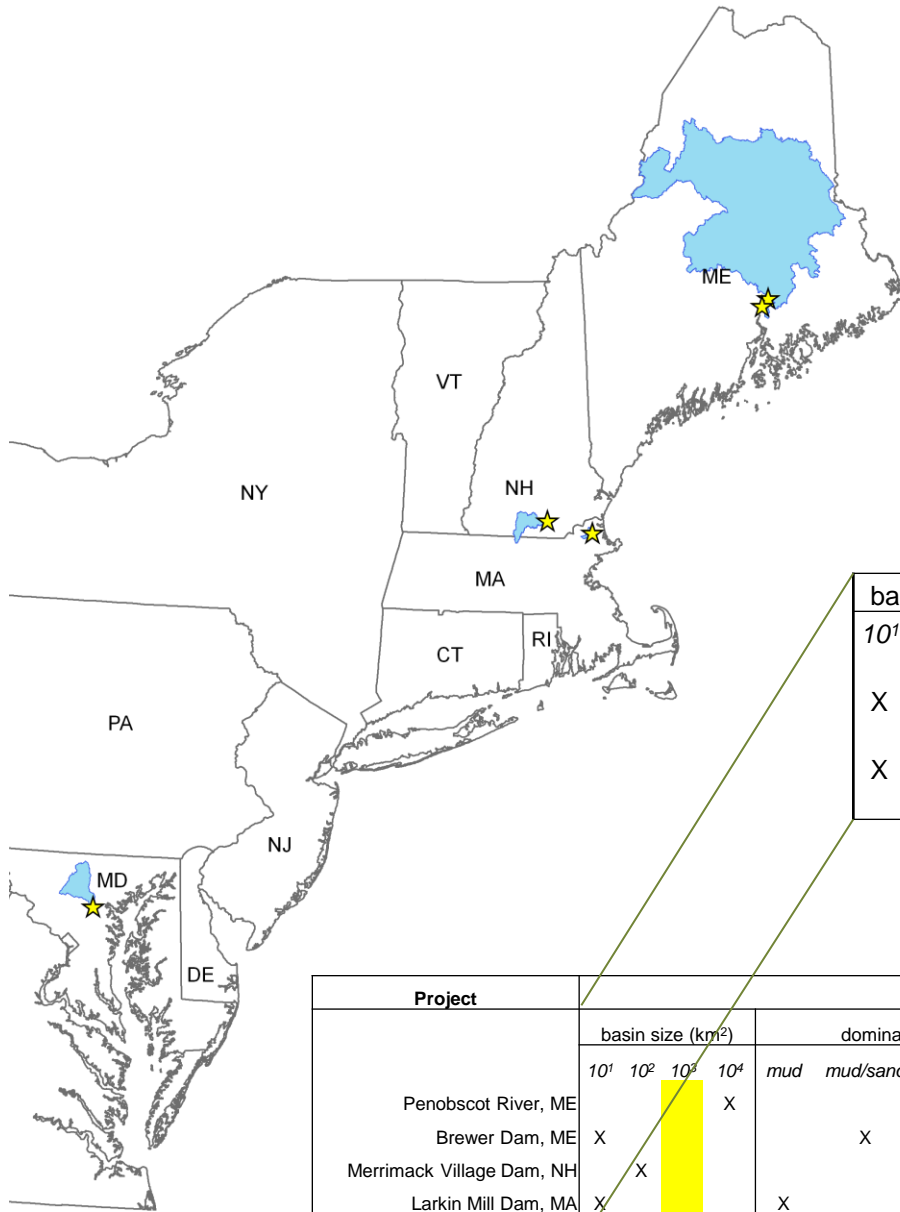 ME
VT
NH
NY
MA
CT
RI
PA
NJ
MD
DE
ba
10¹
X
X
Project
basin size (km²) domina
10¹ 10² 10³ 10⁴ mud mud/sand
Penobscot River, ME X
Brewer Dam, ME X X
Merrimack Village Dam, NH X
Larkin Mill Dam, MA X X